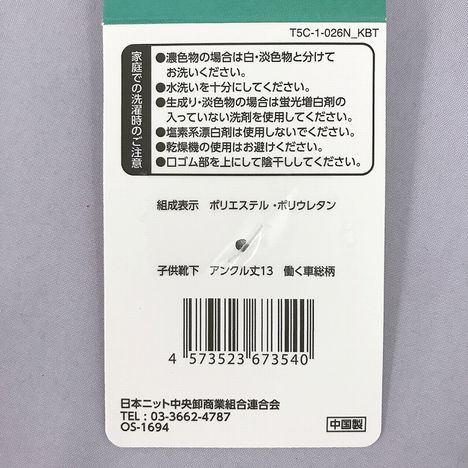 T5C-1-026N_KBT
家庭での洗濯時のご注意
●濃色物の場合は白・淡色物と分けて
お洗いください。
●水洗いを十分にしてください。
●生成り・淡色物の場合は蛍光増白剤の
入っていない洗剤を使用してください。
●塩素系漂白剤は使用しないでください。
●乾燥機の使用はお避けください。
●口ゴム部を上にして陰干ししてください。
組成表示 ポリエステル・ポリウレタン
子供靴下 アンクル丈13 働く車総柄
4 573523 673540
日本ニット中央卸商業組合連合会
TEL : 03-3662-4787
OS-1694
中国製